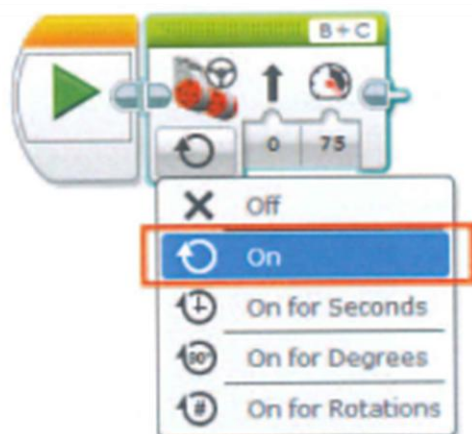 B+C
0 75
Off
On
On for Seconds
On for Degrees
On for Rotations